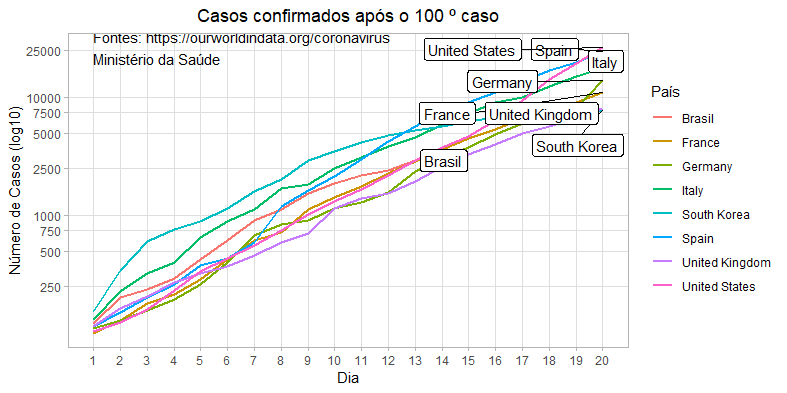 Casos confirmados após o 100 º caso
Fontes: https://ourworldindata.org/coronavirus
Ministério da Saúde
Número de Casos (log10)
25000
10000
7500
5000
2500
1000
750
500
250
United States
Spain
Italy
Germany
France
United Kingdom
South Korea
Brasil
1 2 3 4 5 6 7 8 9 10 11 12 13 14 15 16 17 18 19 20
Dia
País
Brasil
France
Germany
Italy
South Korea
Spain
United Kingdom
United States